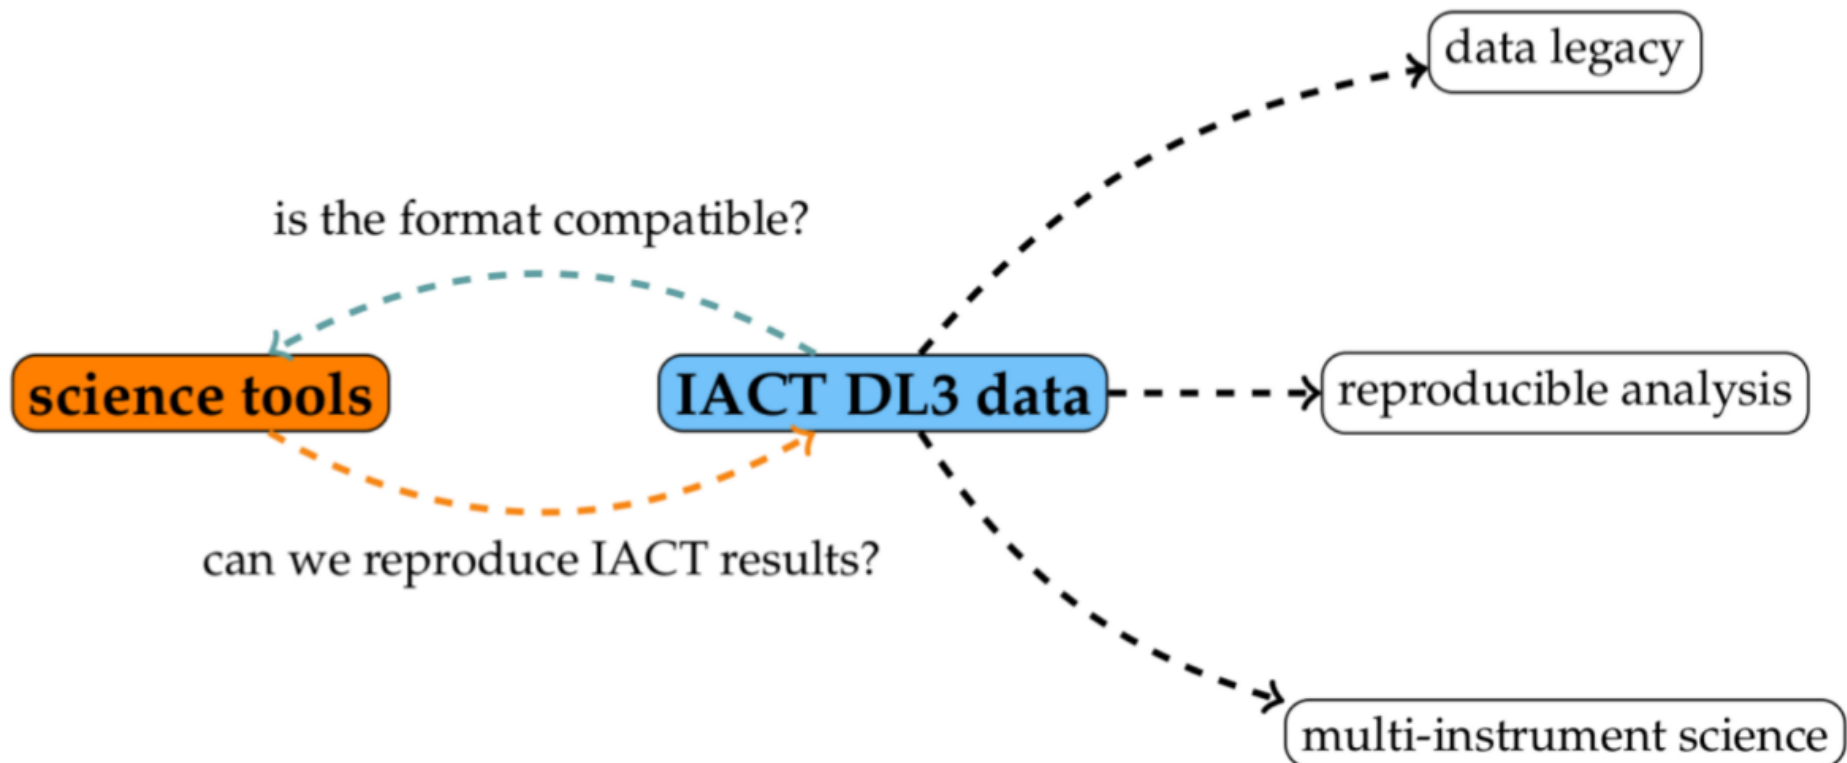 data legacy
is the format compatible?
science tools
IACT DL3 data
reproducible analysis
can we reproduce IACT results?
multi-instrument science